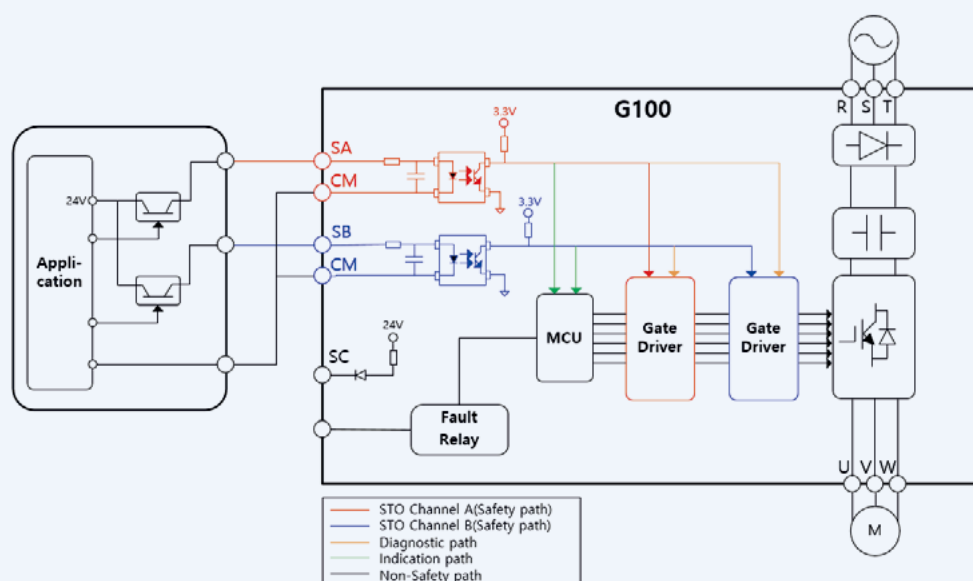 G100
R S T
3.3V
SA
CM
24V
3.3V
SB
CM
Appli-
cation
24V
SC
MCU
Gate
Driver
Gate
Driver
Fault
Relay
U V W
M
STO Channel A(Safety path)
STO Channel B(Safety path)
Diagnostic path
Indication path
Non-Safety path